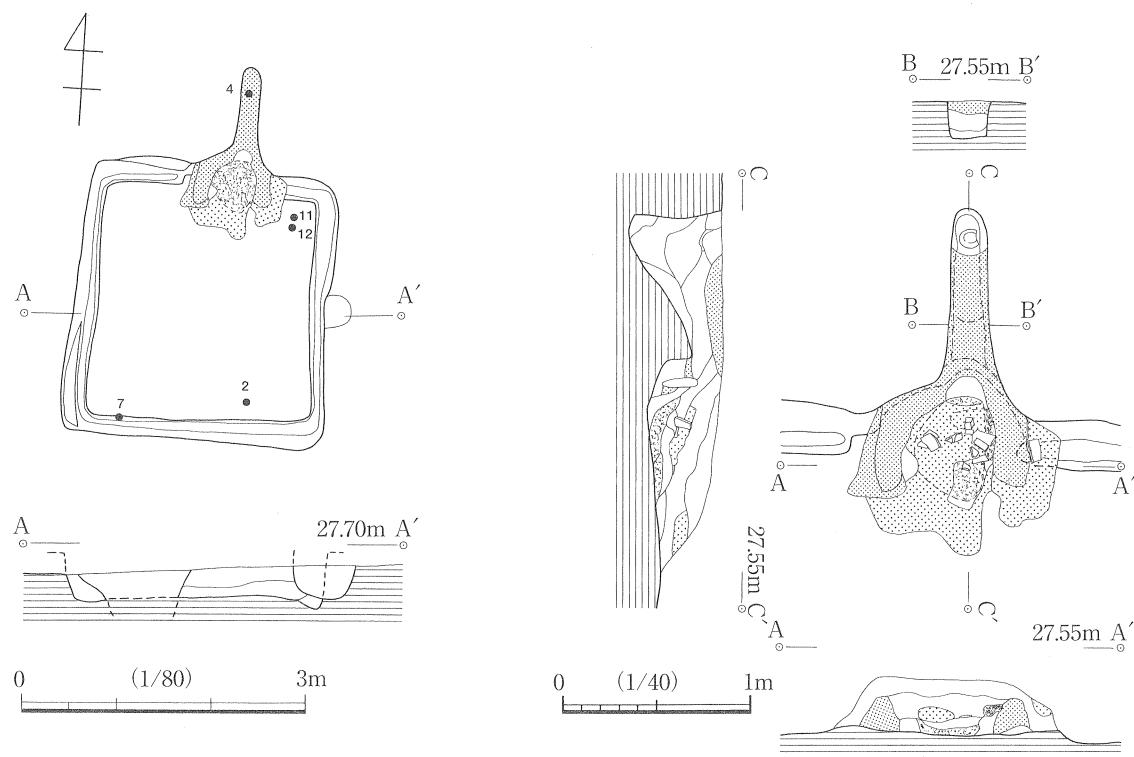 4
11
12
A A′
2
7
A 27.70m A′
0 (1/80) 3m
B 27.55m B′
C
C
B B′
A A′
27.55m C′
C′
A 27.55m A′
0 (1/40) 1m